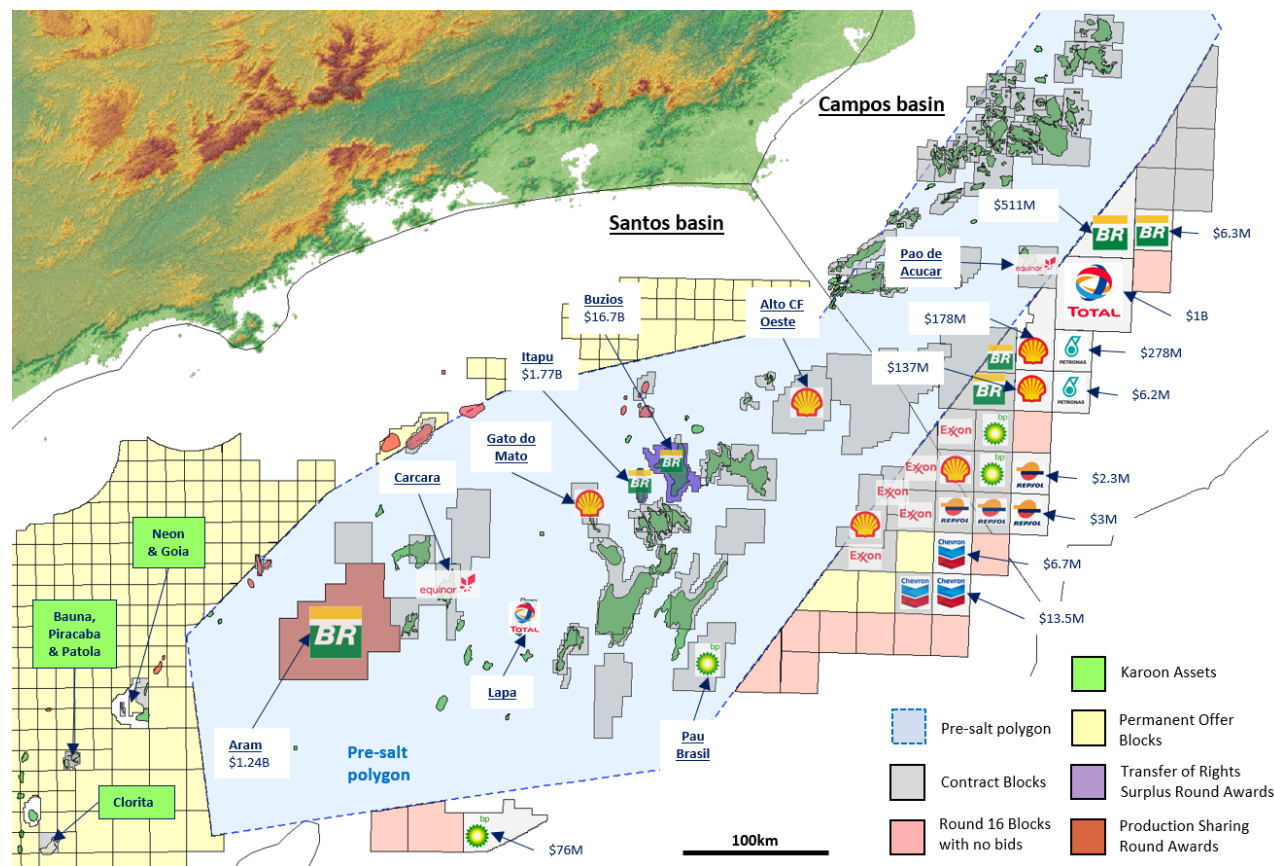 Campos basin
Santos basin
$511M
BR
BR
$6.3M
Pao de
Acucar
equinor
TOTAL
$1B
Buzios
$16.7B
Alto CF
Oeste
$178M
BR
PETRONAS
$278M
Itapu
$1.77B
$137M
BR
PETRONAS
$6.2M
Gato do
Mato
BR
BR
Exxon
bp
Carcara
Exxon
bp
REPSOL
$2.3M
Exxon
Exxon
REPSOL
REPSOL
REPSOL
$3M
Neon
& Goia
Exxon
Chevron
$6.7M
equinor
Chevron
Chevron
$13.5M
Bauna,
Piracaba
& Patola
BR
TOTAL
bp
Lapa
Karoon Assets
Aram
$1.24B
Pre-salt
polygon
Pau
Brasil
Pre-salt polygon
Permanent Offer
Blocks
Contract Blocks
Transfer of Rights
Surplus Round Awards
Clorita
bp
$76M
100km
Round 16 Blocks
with no bids
Production Sharing
Round Awards